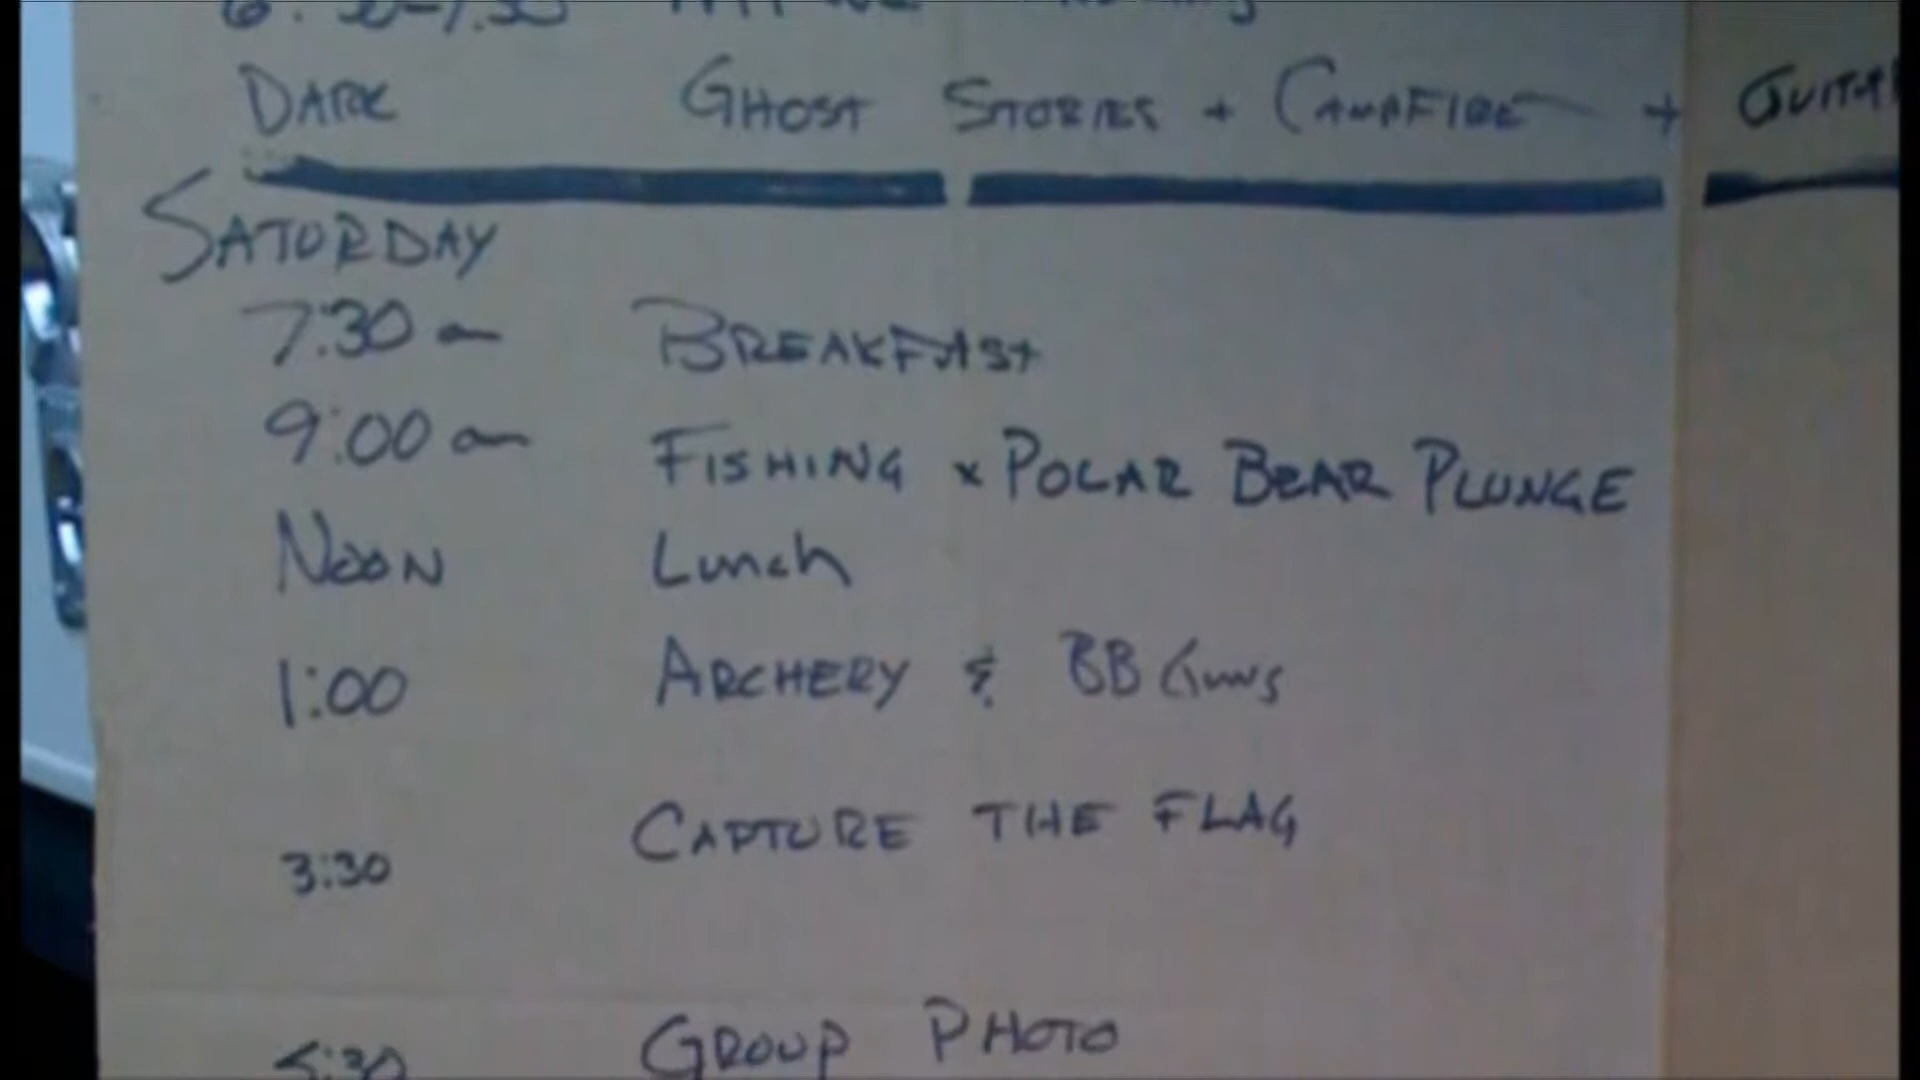 DARK GHOST STORIES + CAMPFIRE +
SATURDAY
7:30 am BREAKFAST
9:00 am FISHING x POLAR BEAR PLUNGE
NOON Lunch
1:00 ARCHERY & BB Guns
3:30 CAPTURE THE FLAG
5:30 GROUP PHOTO